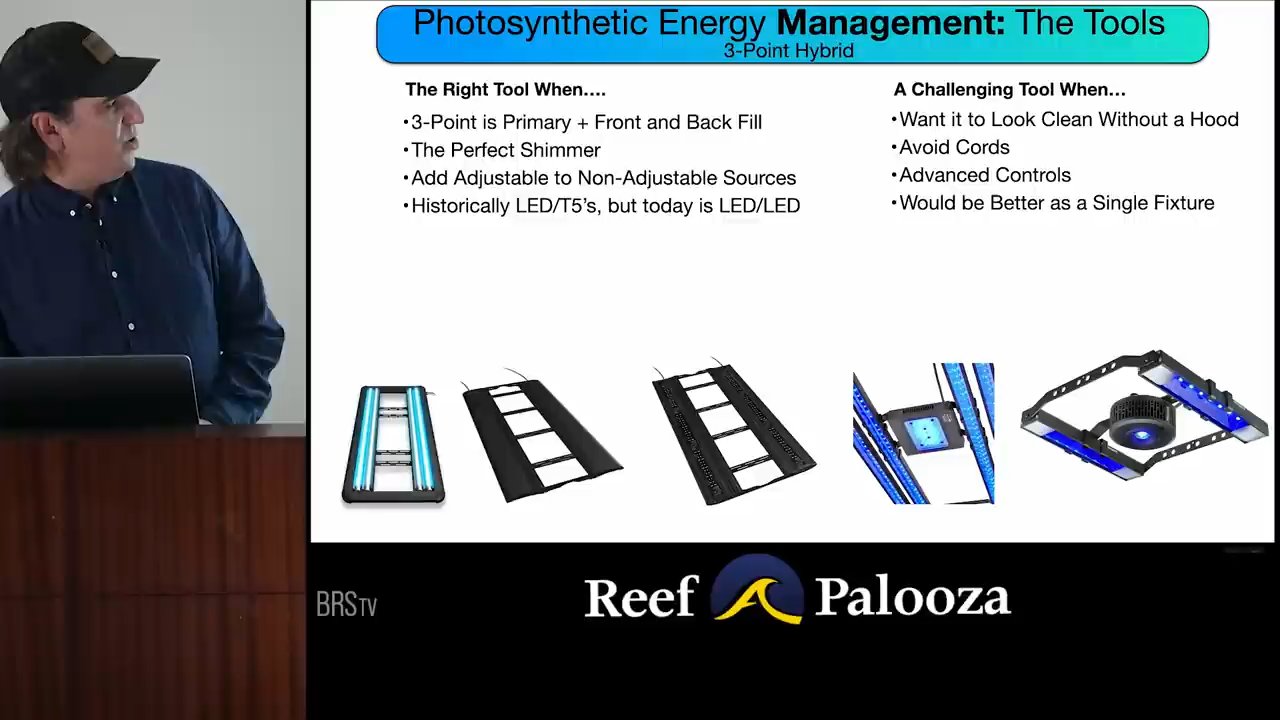 Photosynthetic Energy Management: The Tools
3-Point Hybrid
The Right Tool When….
•3-Point is Primary + Front and Back Fill
•The Perfect Shimmer
•Add Adjustable to Non-Adjustable Sources
•Historically LED/T5's, but today is LED/LED
A Challenging Tool When…
•Want it to Look Clean Without a Hood
•Avoid Cords
•Advanced Controls
•Would be Better as a Single Fixture
BRSTV
Reef Palooza